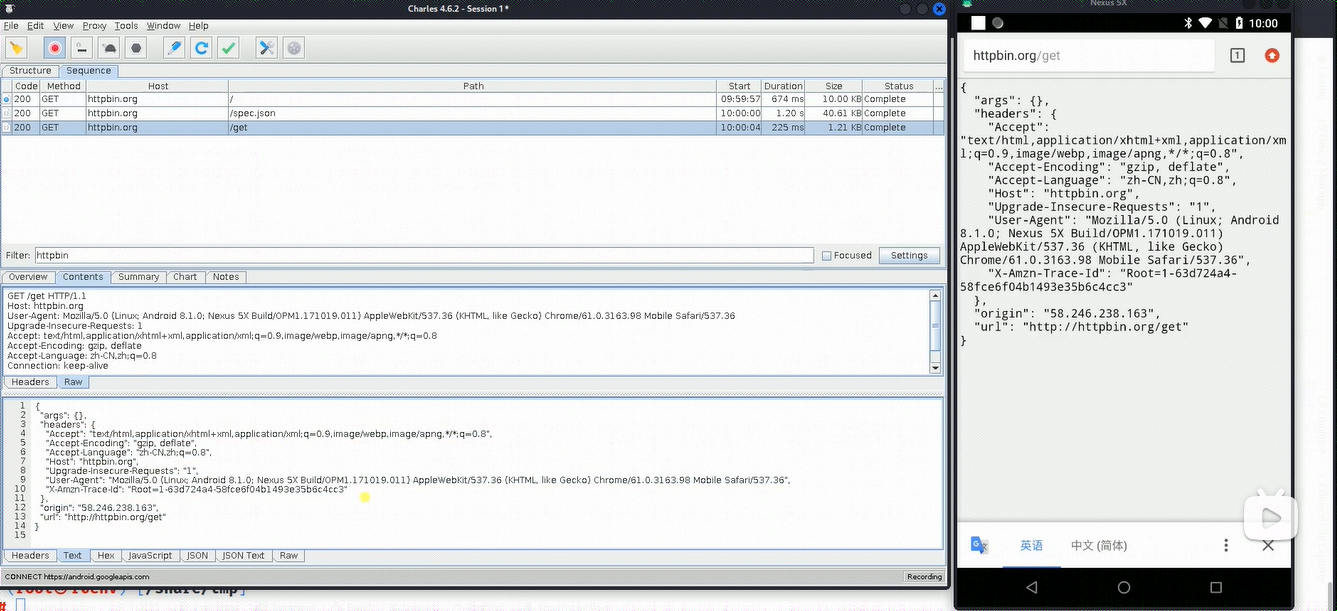 Charles 4.6.2 - Session 1 *
File Edit View Proxy Tools Window Help
Structure Sequence
Code Method Host Path Start Duration Size Status ...
200 GET httpbin.org / 09:59:57 674 ms 10.00 KB Complete
200 GET httpbin.org /spec.json 10:00:00 1.20 s 40.61 KB Complete
200 GET httpbin.org /get 10:00:04 225 ms 1.21 KB Complete
Filter: httpbin Focused Settings
Overview Contents Summary Chart Notes
GET /get HTTP/1.1
Host: httpbin.org
User-Agent: Mozilla/5.0 (Linux; Android 8.1.0; Nexus 5X Build/OPM1.171019.011) AppleWebKit/537.36 (KHTML, like Gecko) Chrome/61.0.3163.98 Mobile Safari/537.36
Upgrade-Insecure-Requests: 1
Accept: text/html,application/xhtml+xml,application/xml;q=0.9,image/webp,image/apng,*/*;q=0.8
Accept-Encoding: gzip, deflate
Accept-Language: zh-CN,zh;q=0.8
Connection: keep-alive
Headers Raw
1 {
2 "args": {},
3 "headers": {
4 "Accept": "text/html,application/xhtml+xml,application/xml;q=0.9,image/webp,image/apng,*/*;q=0.8",
5 "Accept-Encoding": "gzip, deflate",
6 "Accept-Language": "zh-CN,zh;q=0.8",
7 "Host": "httpbin.org",
8 "Upgrade-Insecure-Requests": "1",
9 "User-Agent": "Mozilla/5.0 (Linux; Android 8.1.0; Nexus 5X Build/OPM1.171019.011) AppleWebKit/537.36 (KHTML, like Gecko) Chrome/61.0.3163.98 Mobile Safari/537.36",
10 "X-Amzn-Trace-Id": "Root=1-63d724a4-58fce6f04b1493e35b6c4cc3"
11 },
12 "origin": "58.246.238.163",
13 "url": "http://httpbin.org/get"
14 }
15
Headers Text Hex JavaScript JSON JSON Text Raw
CONNECT https://android.googleapis.com Recording
#
Nexus 5X
10:00
httpbin.org/get 1
{
"args": {},
"headers": {
"Accept":
"text/html,application/xhtml+xml,application/xm
l;q=0.9,image/webp,image/apng,*/*;q=0.8",
"Accept-Encoding": "gzip, deflate",
"Accept-Language": "zh-CN,zh;q=0.8",
"Host": "httpbin.org",
"Upgrade-Insecure-Requests": "1",
"User-Agent": "Mozilla/5.0 (Linux; Android
8.1.0; Nexus 5X Build/OPM1.171019.011)
AppleWebKit/537.36 (KHTML, like Gecko)
Chrome/61.0.3163.98 Mobile Safari/537.36",
"X-Amzn-Trace-Id": "Root=1-63d724a4-
58fce6f04b1493e35b6c4cc3"
},
"origin": "58.246.238.163",
"url": "http://httpbin.org/get"
}
英语 中文 (简体)